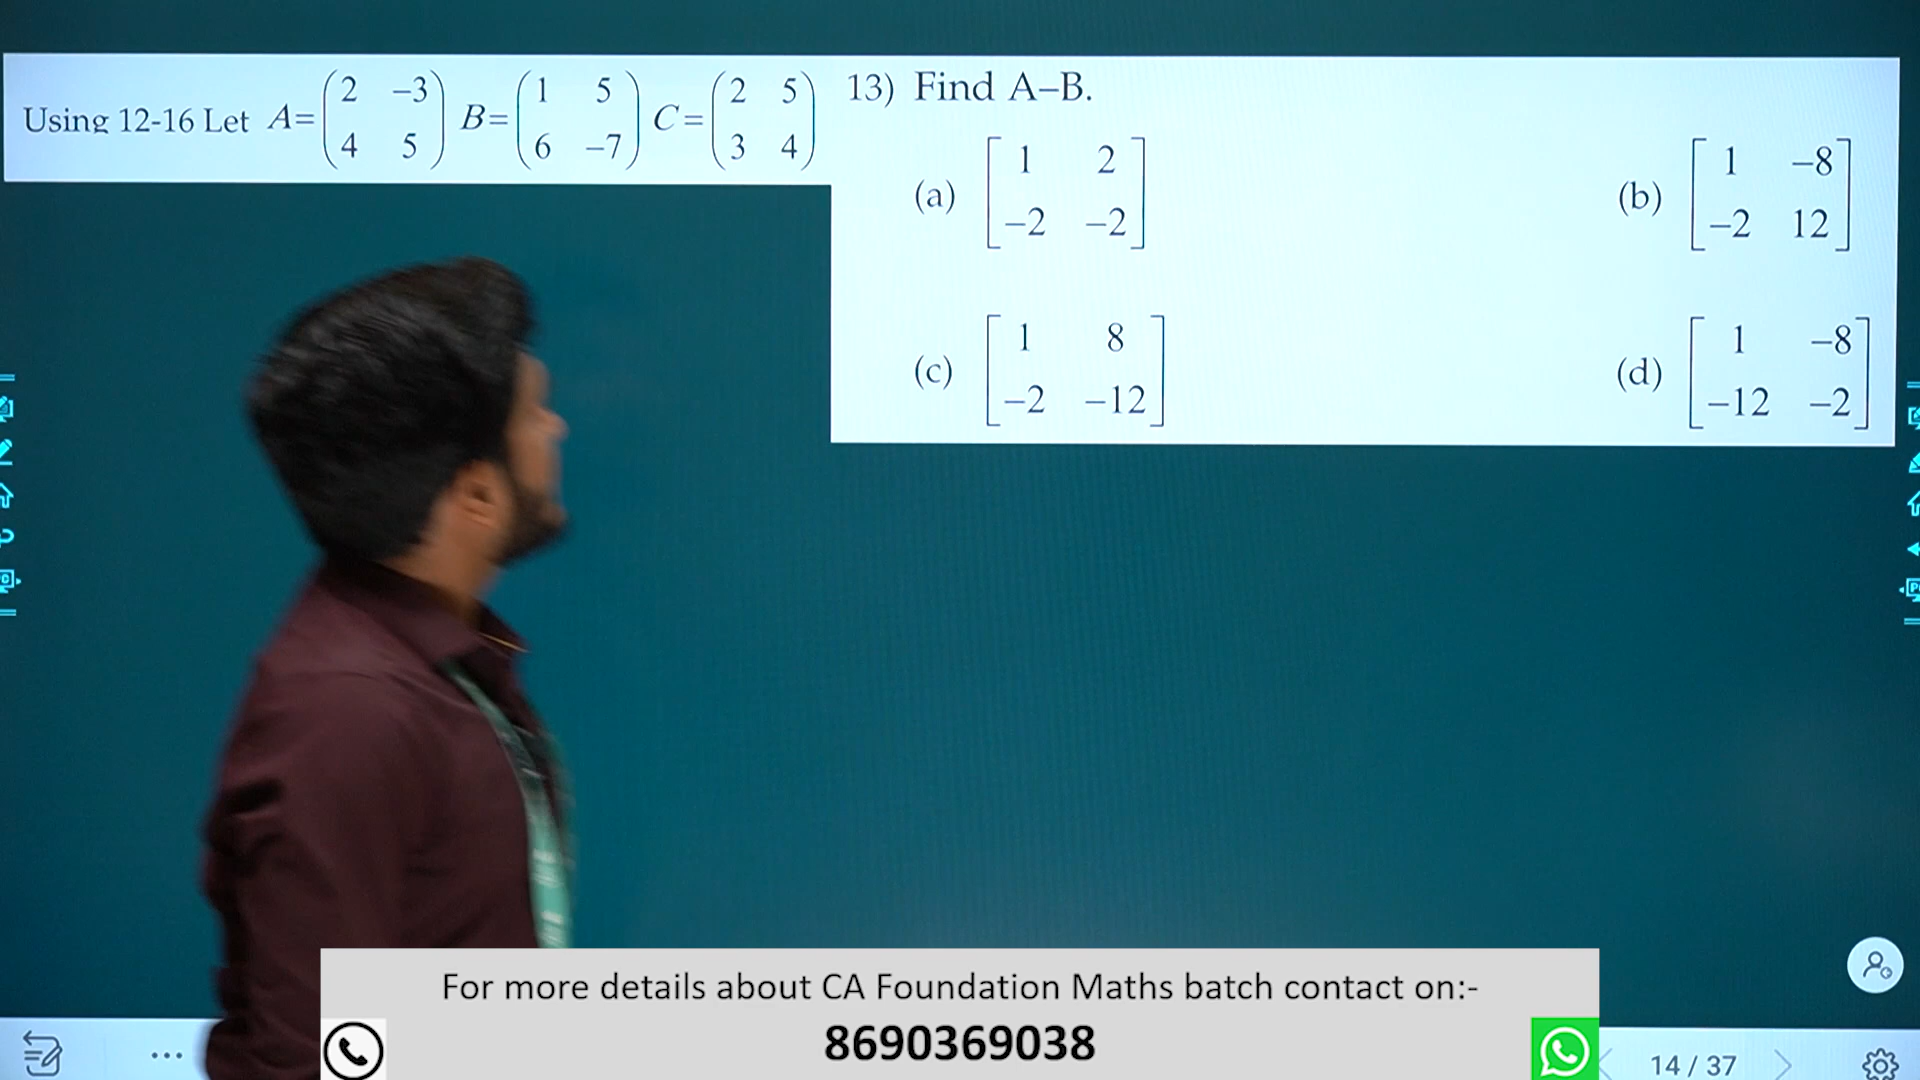 Using 12-16 Let A= (2 –3 4 5) B= (1 5 6 –7) C= (2 5 3 4)
13) Find A–B.
(a) [1 2 –2 –2]
(b) [1 –8 –2 12]
(c) [1 8 –2 –12]
(d) [1 –8 –12 –2]
For more details about CA Foundation Maths batch contact on:-
8690369038
14 / 37